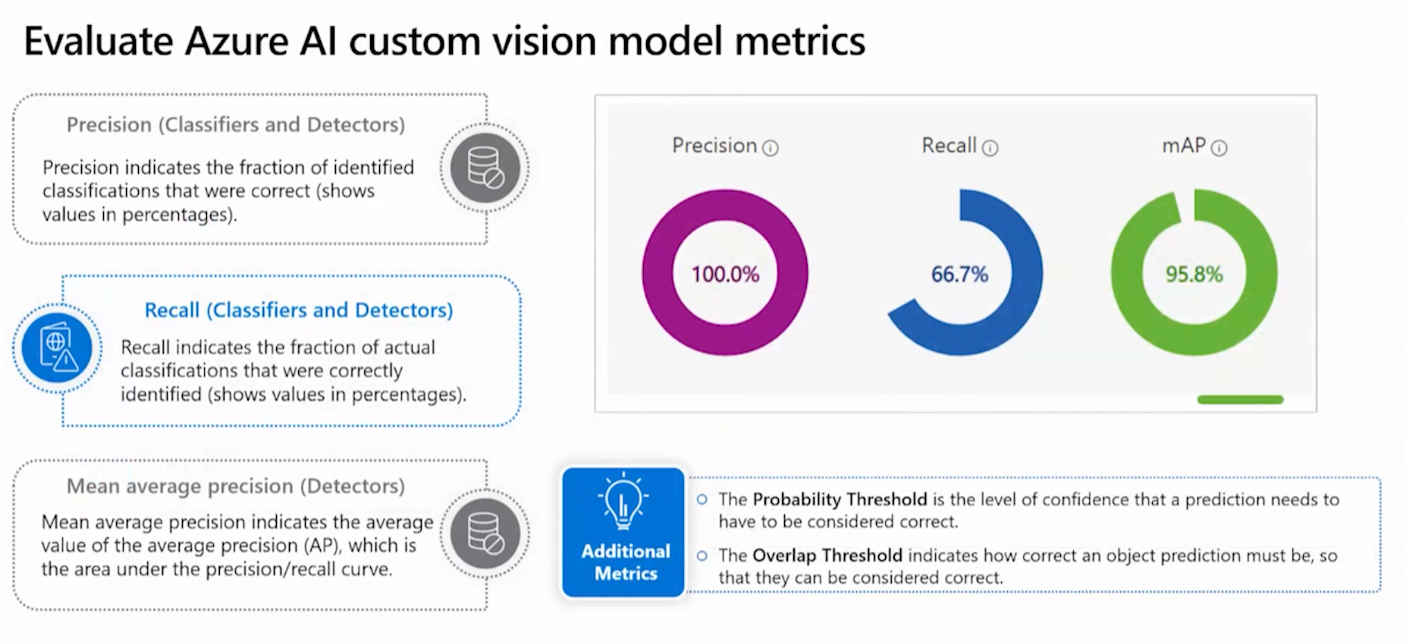 Evaluate Azure AI custom vision model metrics
Precision (Classifiers and Detectors)
Precision indicates the fraction of identified
classifications that were correct (shows
values in percentages).
Recall (Classifiers and Detectors)
Recall indicates the fraction of actual
classifications that were correctly
identified (shows values in percentages).
Mean average precision (Detectors)
Mean average precision indicates the average
value of the average precision (AP), which is
the area under the precision/recall curve.
Precision
Recall
mAP
100.0%
66.7%
95.8%
Additional
Metrics
The Probability Threshold is the level of confidence that a prediction needs to
have to be considered correct.
The Overlap Threshold indicates how correct an object prediction must be, so
that they can be considered correct.